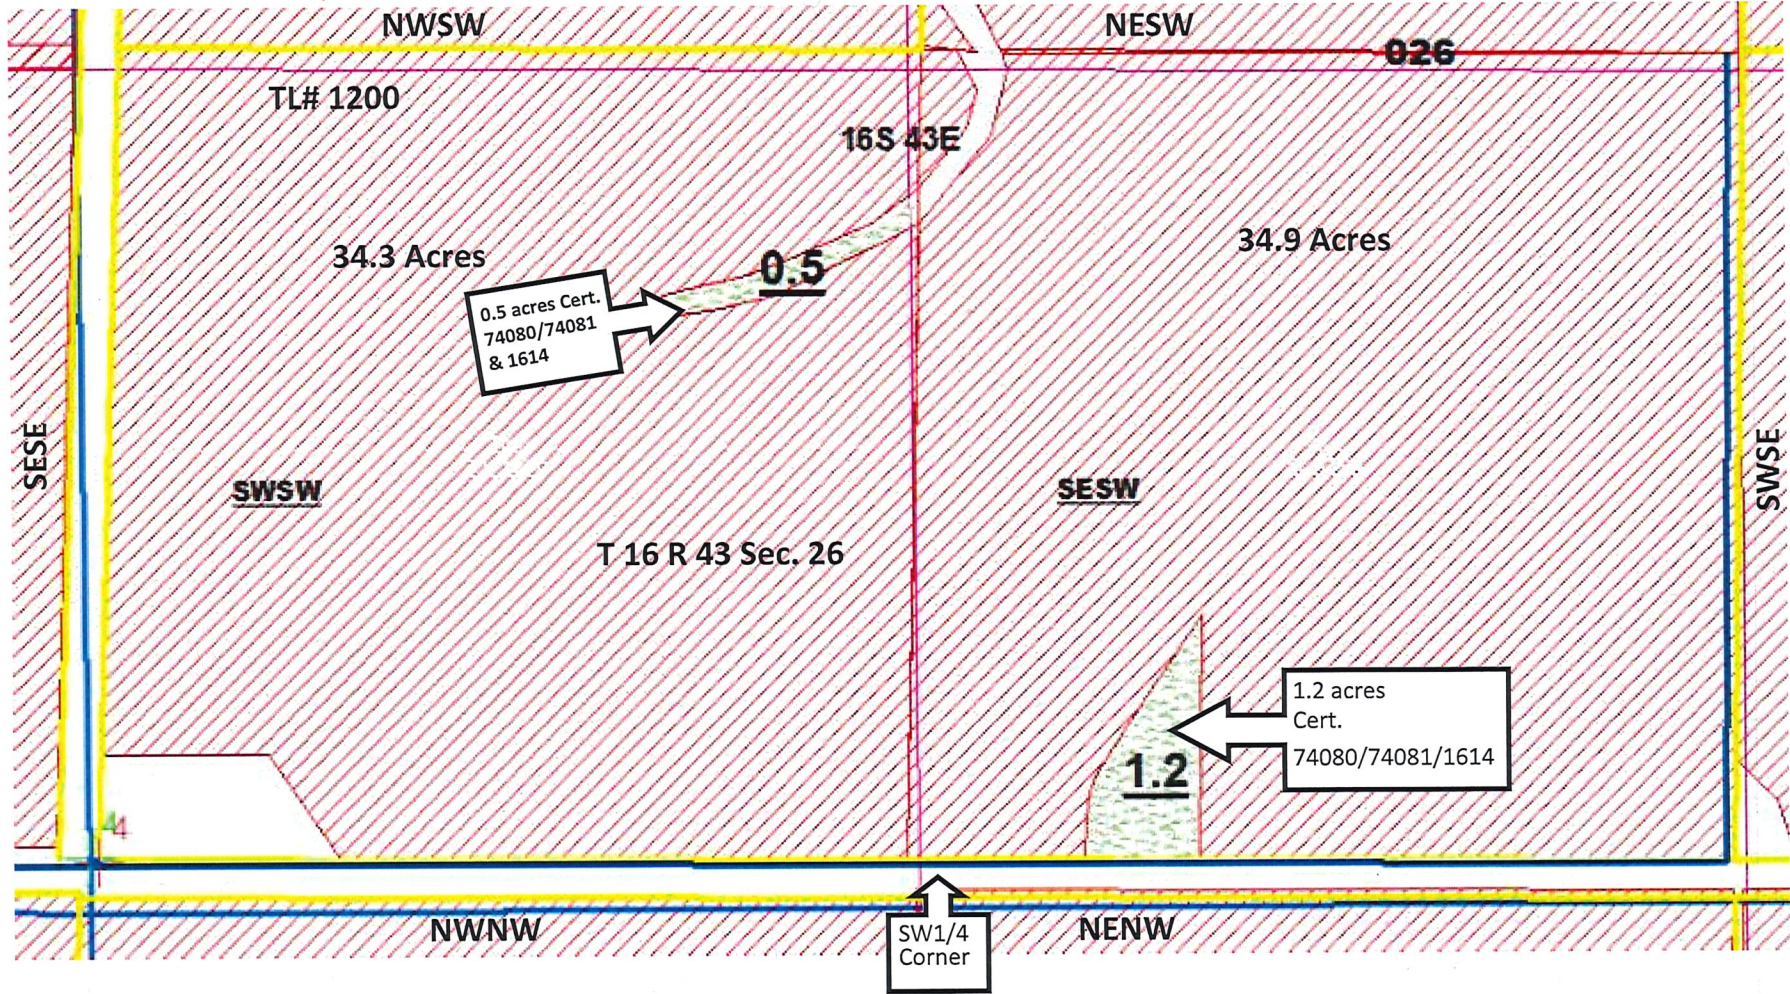 NWSW
NESW
026
TL# 1200
16S 43E
34.3 Acres
34.9 Acres
0.5
0.5 acres Cert.
74080/74081
& 1614
SESE
SWSE
SWSW
SESW
T 16 R 43 Sec. 26
1.2 acres
Cert.
74080/74081/1614
1.2
4
4
NWNW
NENW
SW1/4
Corner